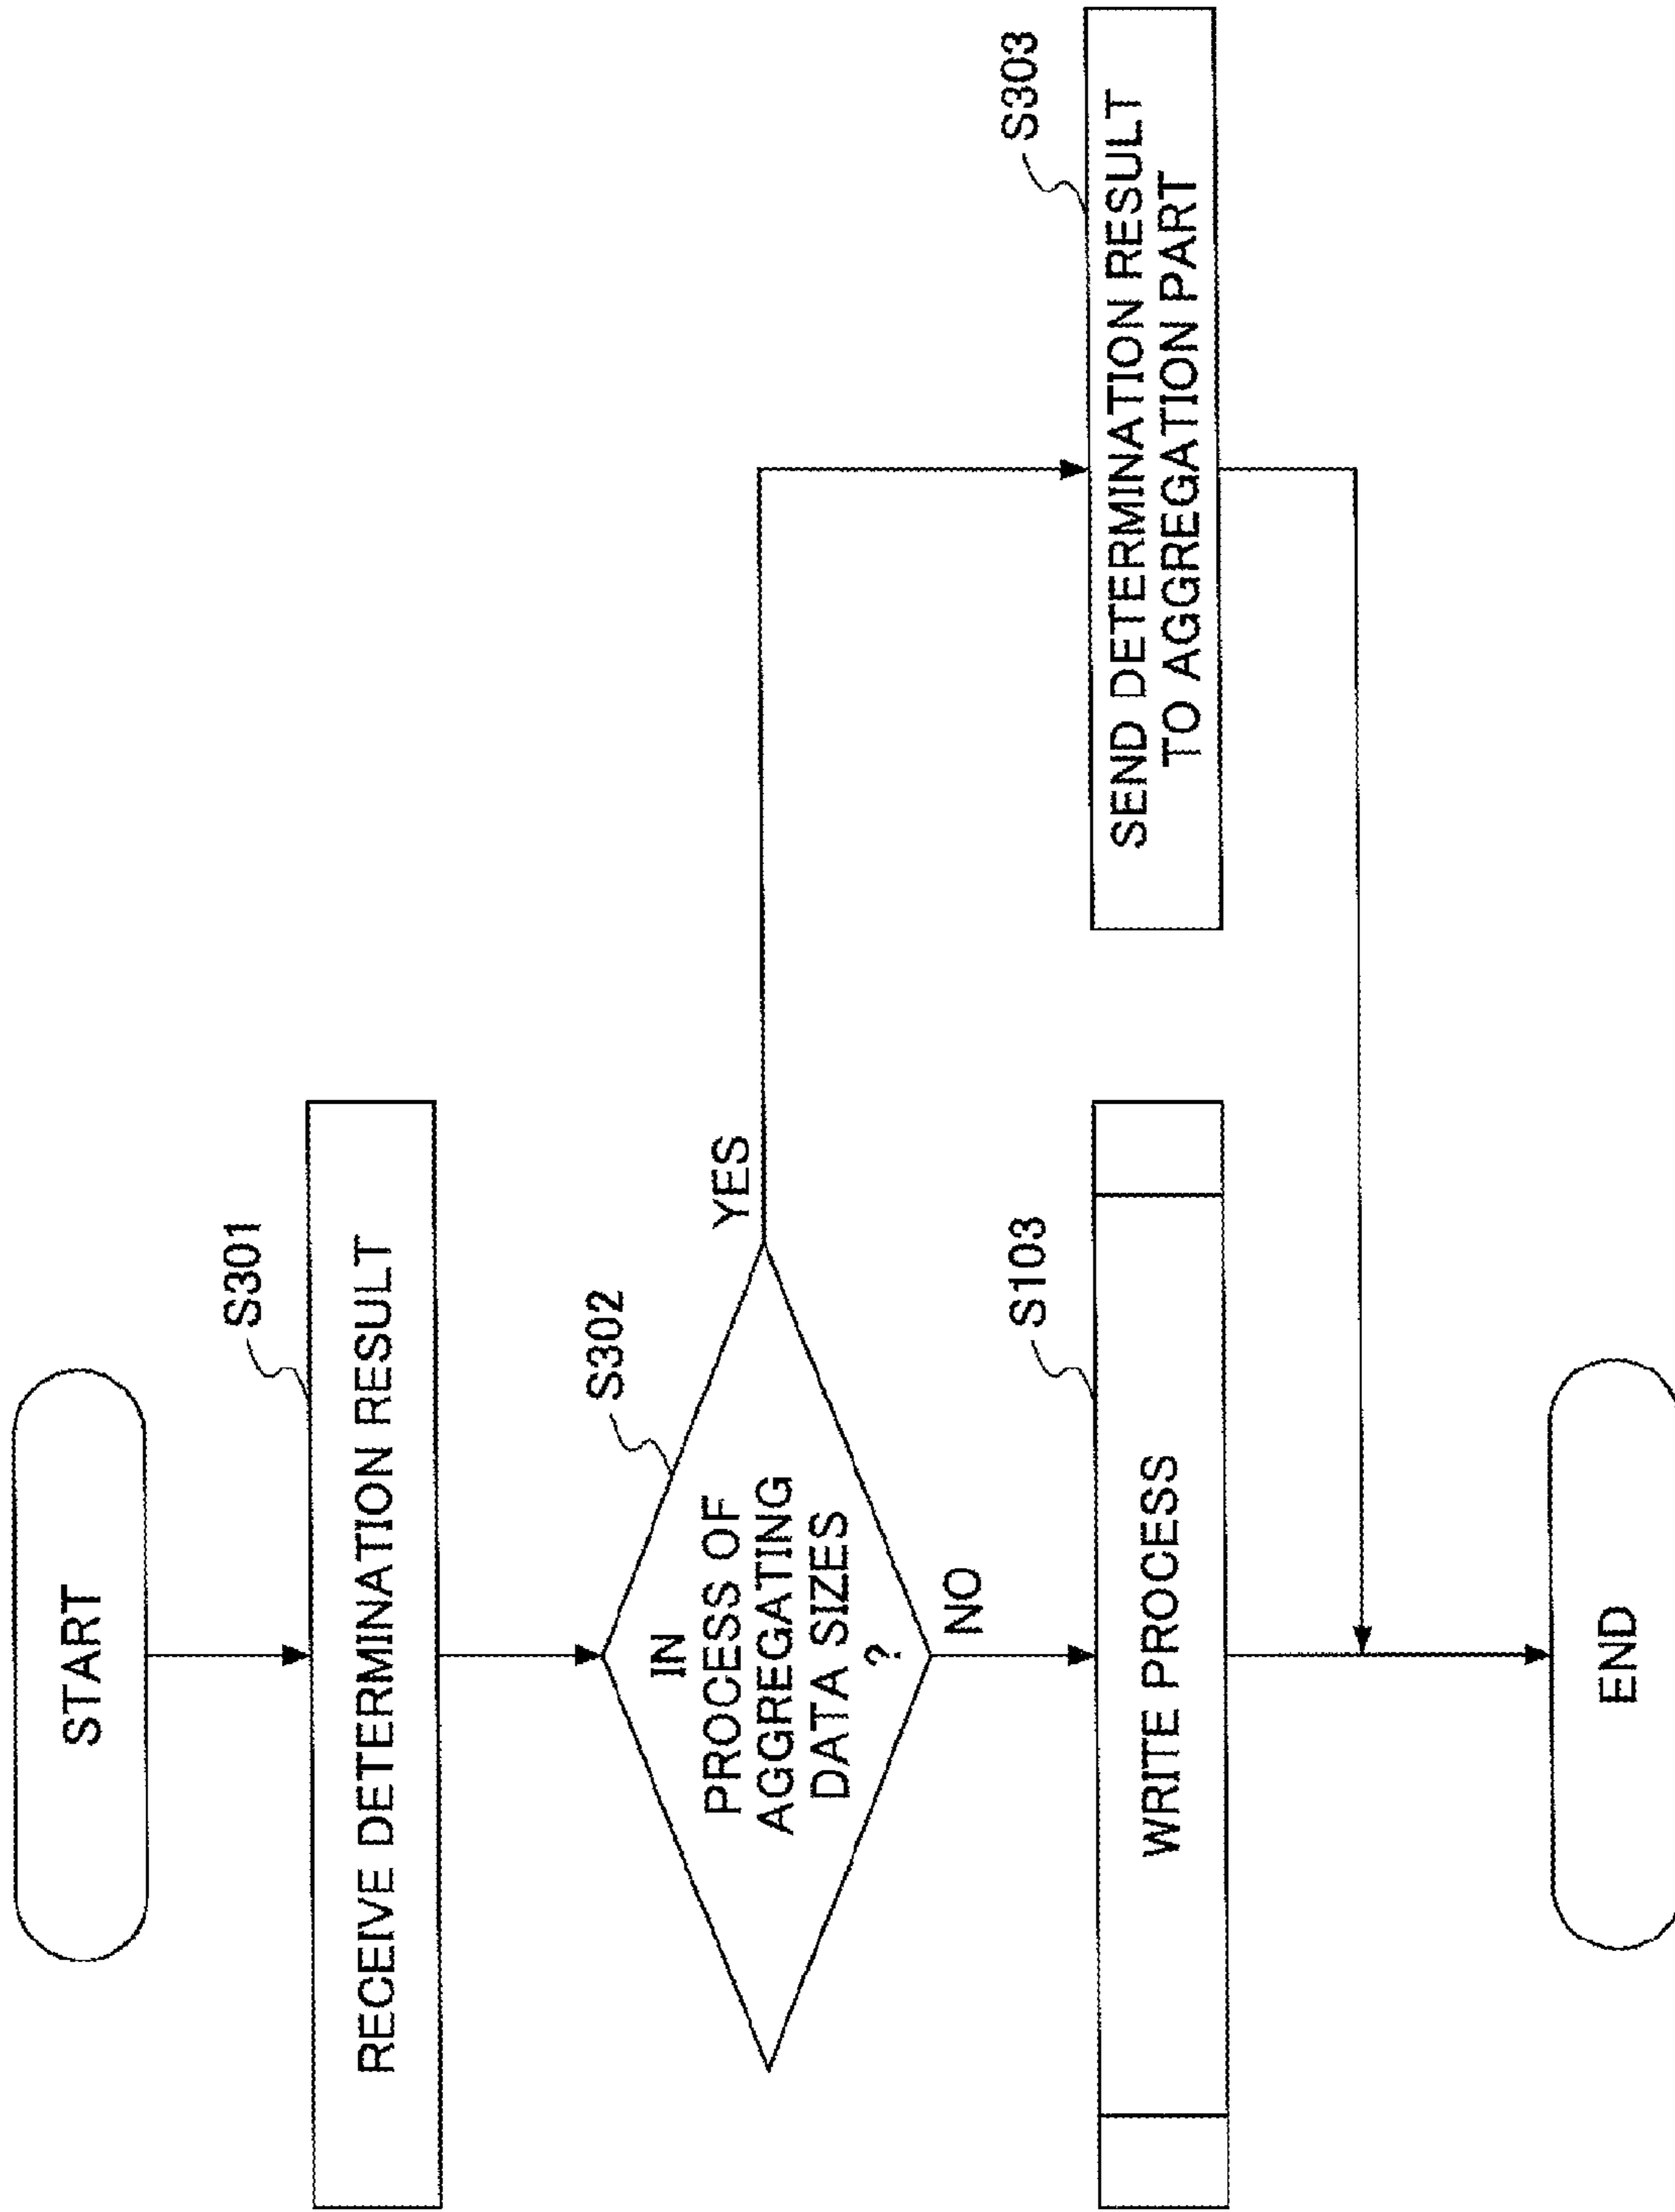 START
S301
RECEIVE DETERMINATION RESULT
S302
IN
PROCESS OF
AGGREGATING
DATA SIZES
?
YES
NO
S103
WRITE PROCESS
S303
SEND DETERMINATION RESULT
TO AGGREGATION PART
END